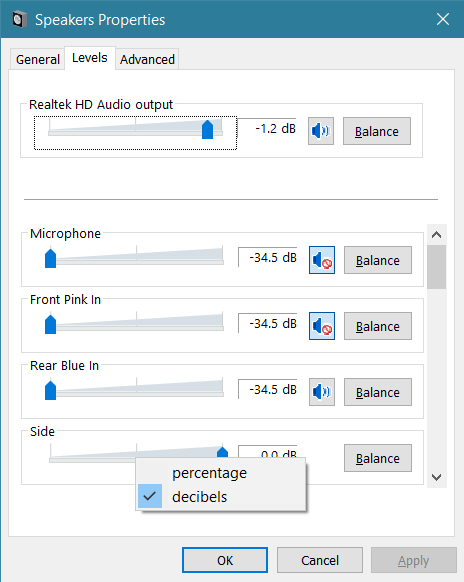 Speakers Properties
General Levels Advanced
Realtek HD Audio output
-1.2 dB Balance
Microphone
-34.5 dB Balance
Front Pink In
-34.5 dB Balance
Rear Blue In
-34.5 dB Balance
Side
0.0 dB Balance
percentage
decibels
OK Cancel Apply